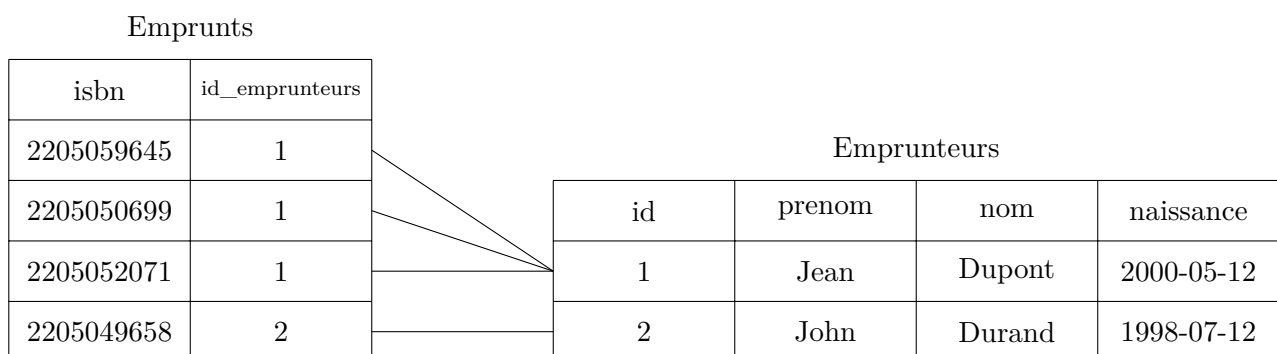 Emprunts
isbn id_emprunteurs
2205059645 1
2205050699 1
2205052071 1
2205049658 2
Emprunteurs
id prenom nom naissance
1 Jean Dupont 2000-05-12
2 John Durand 1998-07-12